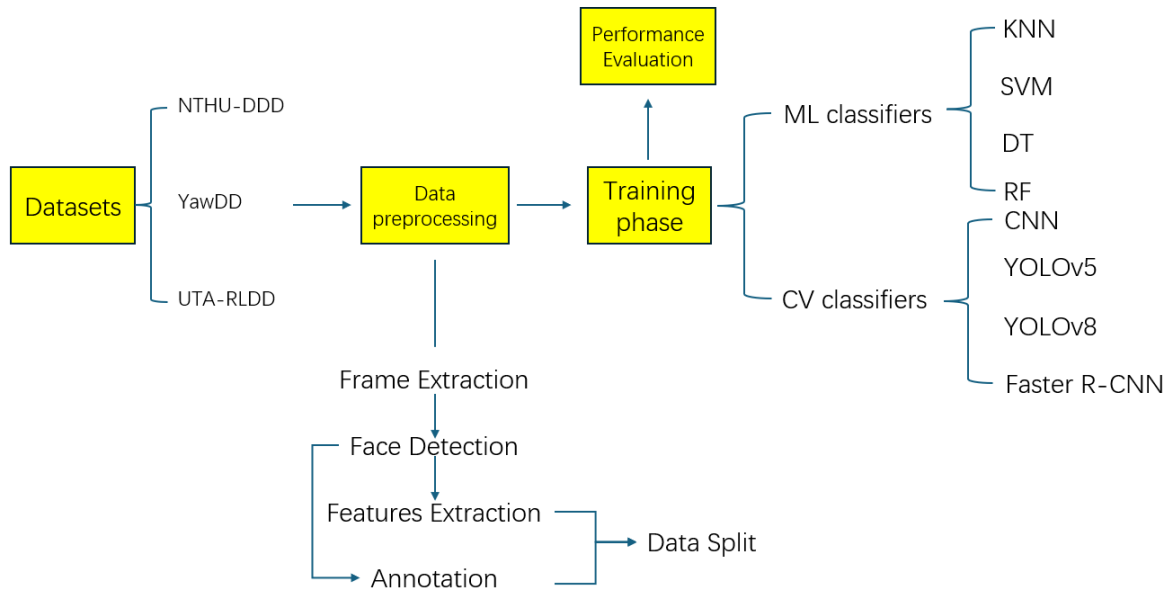 Performance
Evaluation
KNN
SVM
DT
RF
NTHU-DDD
ML classifiers
Datasets
YawDD
Data
preprocessing
Training
phase
CNN
YOLOv5
YOLOv8
Faster R-CNN
UTA-RLDD
CV classifiers
Frame Extraction
Face Detection
Features Extraction
Annotation
Data Split